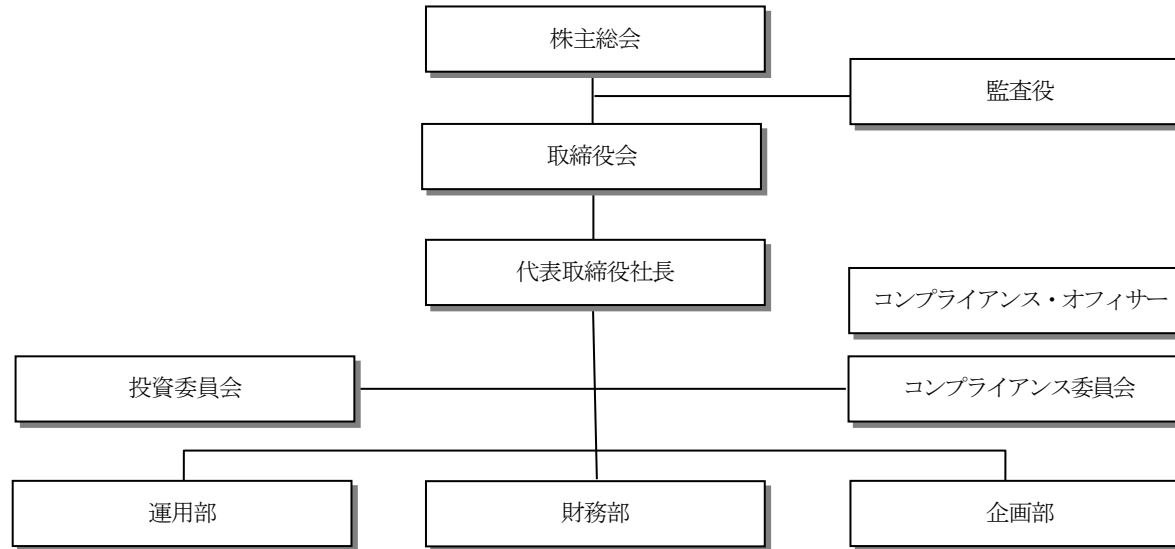 株主総会
監査役
取締役会
代表取締役社長
コンプライアンス・オフィサー
投資委員会
コンプライアンス委員会
運用部
財務部
企画部